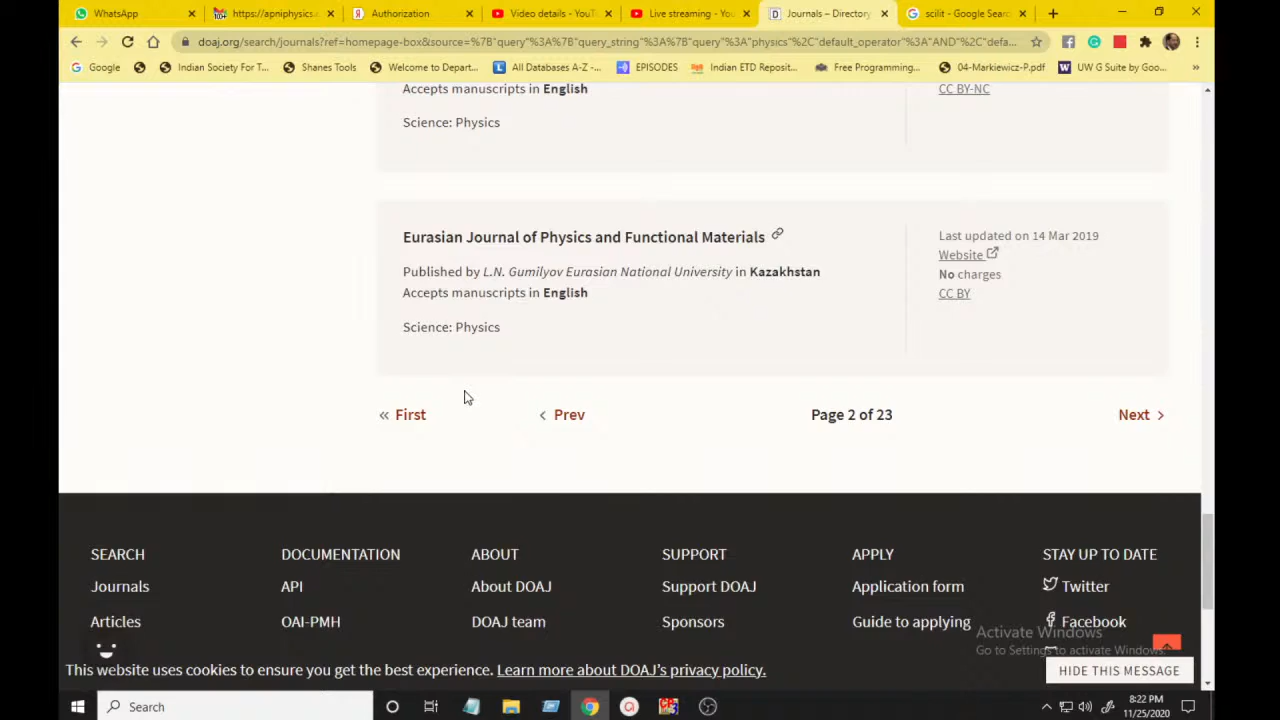 WhatsApp
https://apniphysics.c
Authorization
Video details - YouTu
Live streaming - You
Journals – Directory
scilit - Google Search
doaj.org/search/journals?ref=homepage-box&source=%7B"query"%3A%7B"query_string"%3A%7B"query"%3A"physics"%2C"default_operator"%3A"AND"%2C"defa...
Google
Indian Society For T...
Shanes Tools
Welcome to Depart...
All Databases A-Z -...
EPISODES
Indian ETD Reposit...
Free Programming...
04-Markiewicz-P.pdf
UW G Suite by Goo...
»
Accepts manuscripts in English
CC BY-NC
Science: Physics
Eurasian Journal of Physics and Functional Materials
Last updated on 14 Mar 2019
Published by L.N. Gumilyov Eurasian National University in Kazakhstan
Website
No charges
Accepts manuscripts in English
CC BY
Science: Physics
« First
‹ Prev
Page 2 of 23
Next ›
SEARCH
DOCUMENTATION
ABOUT
SUPPORT
APPLY
STAY UP TO DATE
Journals
API
About DOAJ
Support DOAJ
Application form
Twitter
Articles
OAI-PMH
DOAJ team
Sponsors
Guide to applying
Facebook
Activate Windows
Go to Settings to activate Windows.
This website uses cookies to ensure you get the best experience. Learn more about DOAJ's privacy policy.
HIDE THIS MESSAGE
Search
8:22 PM
11/25/2020